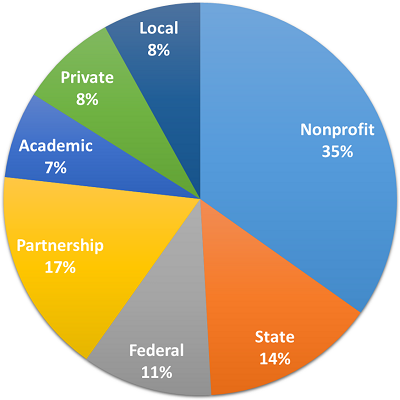 Local
8%
Private
8%
Nonprofit
35%
Academic
7%
Partnership
17%
State
14%
Federal
11%